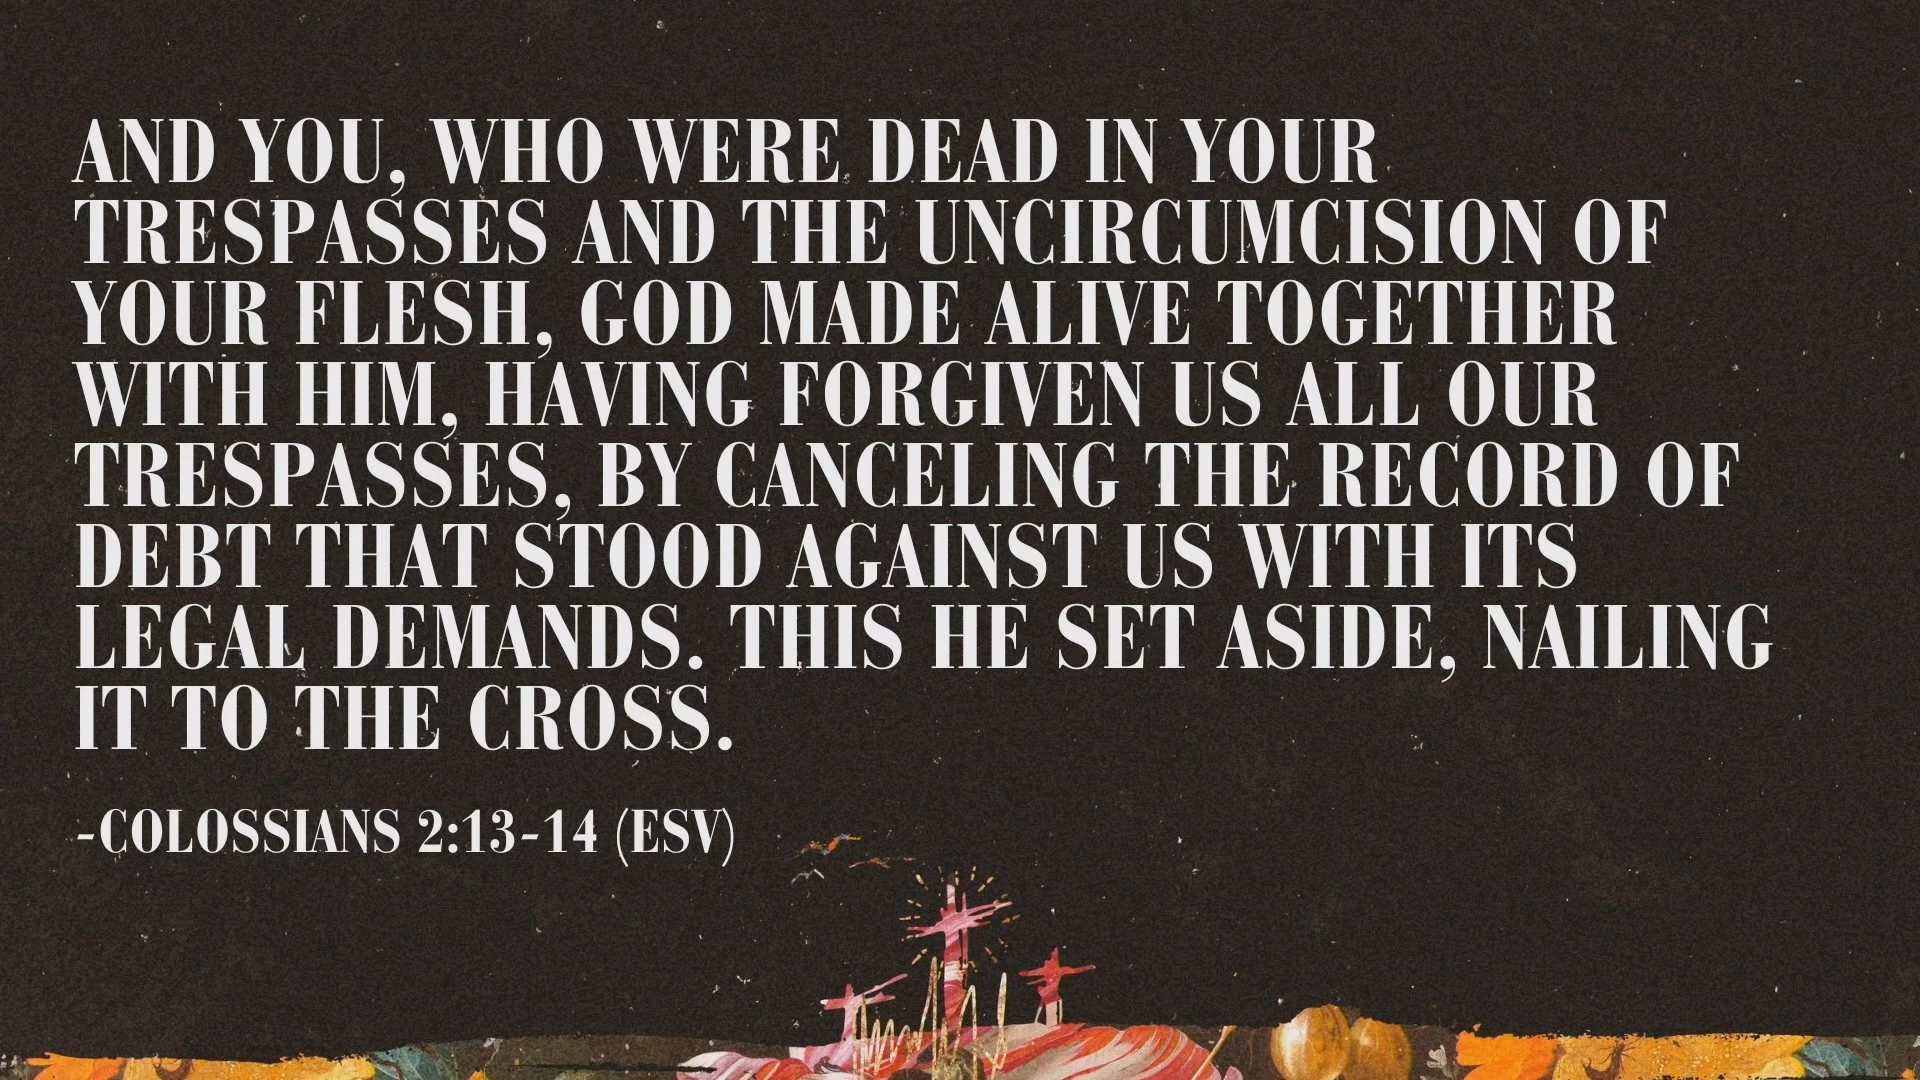 AND YOU, WHO WERE DEAD IN YOUR
TRESPASSES AND THE UNCIRCUMCISION OF
YOUR FLESH, GOD MADE ALIVE TOGETHER
WITH HIM, HAVING FORGIVEN US ALL OUR
TRESPASSES, BY CANCELING THE RECORD OF
DEBT THAT STOOD AGAINST US WITH ITS
LEGAL DEMANDS. THIS HE SET ASIDE, NAILING
IT TO THE CROSS.
-COLOSSIANS 2:13-14 (ESV)